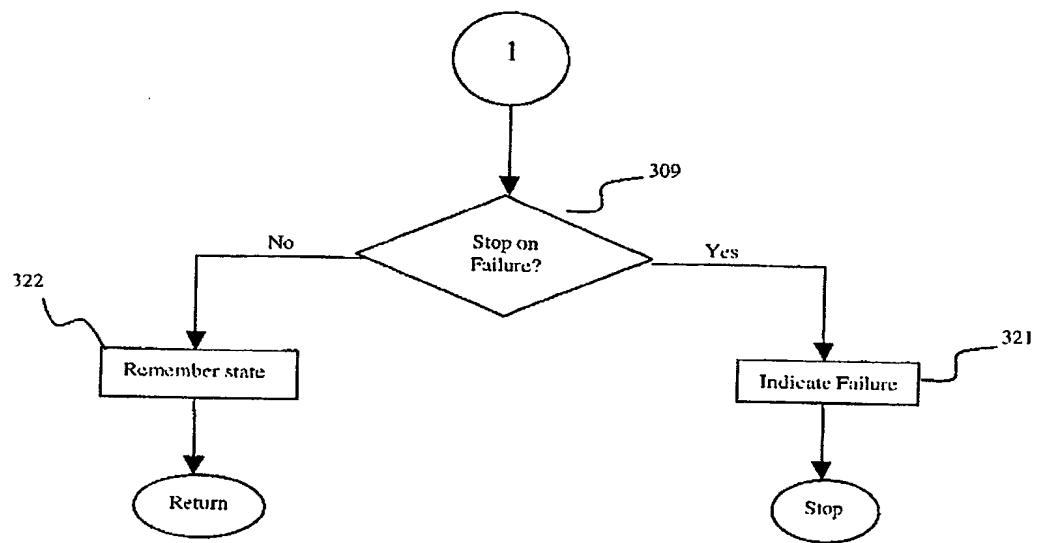 1
309
Stop on
Failure?
No
Yes
322
321
Remember state
Indicate Failure
Return
Stop